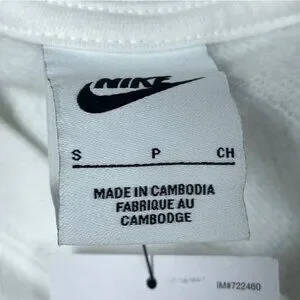 NIKE
S P CH
MADE IN CAMBODIA
FABRIQUE AU
CAMBODGE
IM#722460